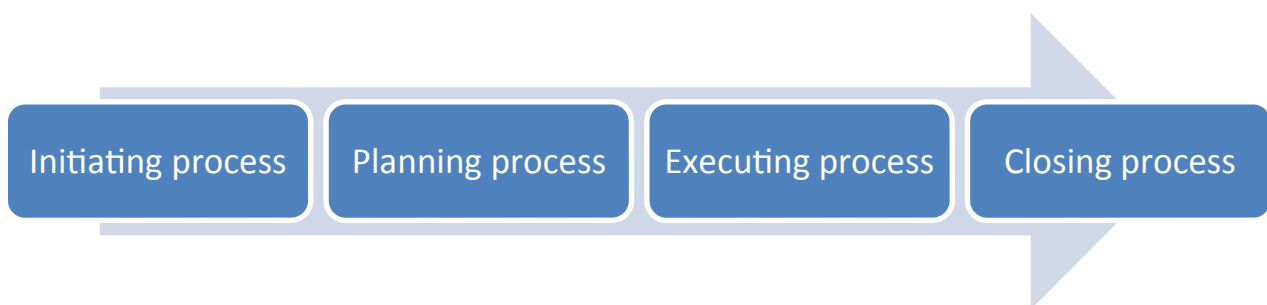 Initiating process
Planning process
Executing process
Closing process